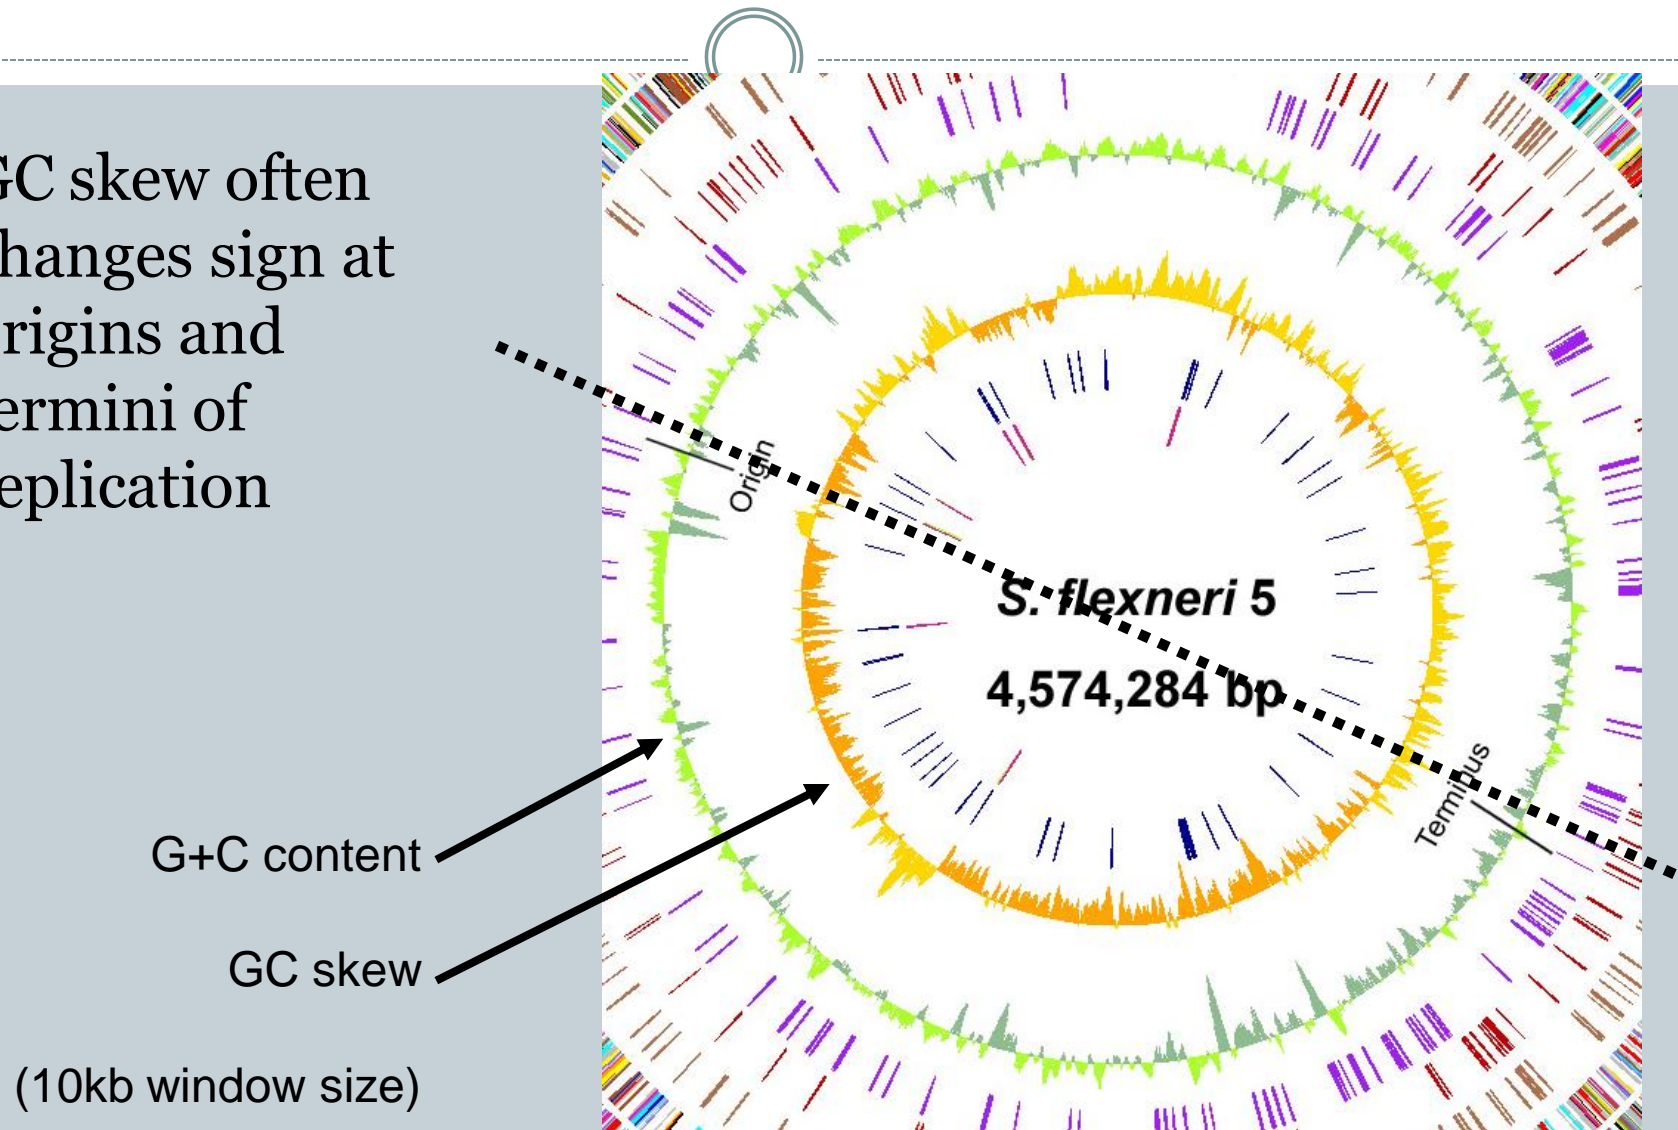 GC skew often
hanges sign at
rigins and
ermini of
eplication
Origin
S. flexneri 5
4,574,284 bp
Terminus
G+C content
GC skew
(10kb window size)